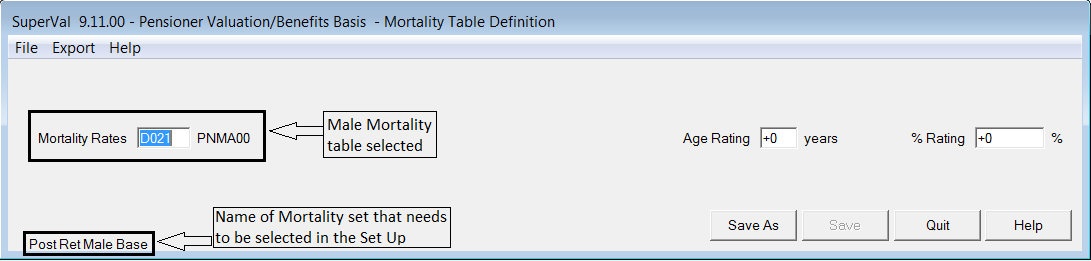 SuperVal 9.11.00 - Pensioner Valuation/Benefits Basis - Mortality Table Definition
File Export Help
Mortality Rates D021 PNMA00
Male Mortality
table selected
Age Rating +0 years
% Rating +0 %
Name of Mortality set that needs
to be selected in the Set Up
Post Ret Male Base
Save As Save Quit Help